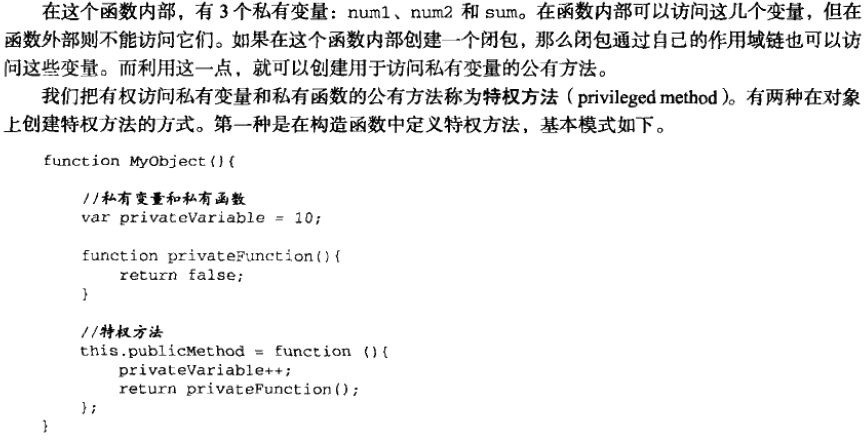 在这个函数内部，有 3 个私有变量：num1、num2 和 sum。在函数内部可以访问这几个变量，但在
函数外部则不能访问它们。如果在这个函数内部创建一个闭包，那么闭包通过自己的作用域链也可以访
问这些变量。而利用这一点，就可以创建用于访问私有变量的公有方法。
我们把有权访问私有变量和私有函数的公有方法称为特权方法（privileged method）。有两种在对象
上创建特权方法的方式。第一种是在构造函数中定义特权方法，基本模式如下。
function MyObject(){
//私有变量和私有函数
var privateVariable = 10;
function privateFunction(){
return false;
}
//特权方法
this.publicMethod = function (){
privateVariable++;
return privateFunction();
};
}